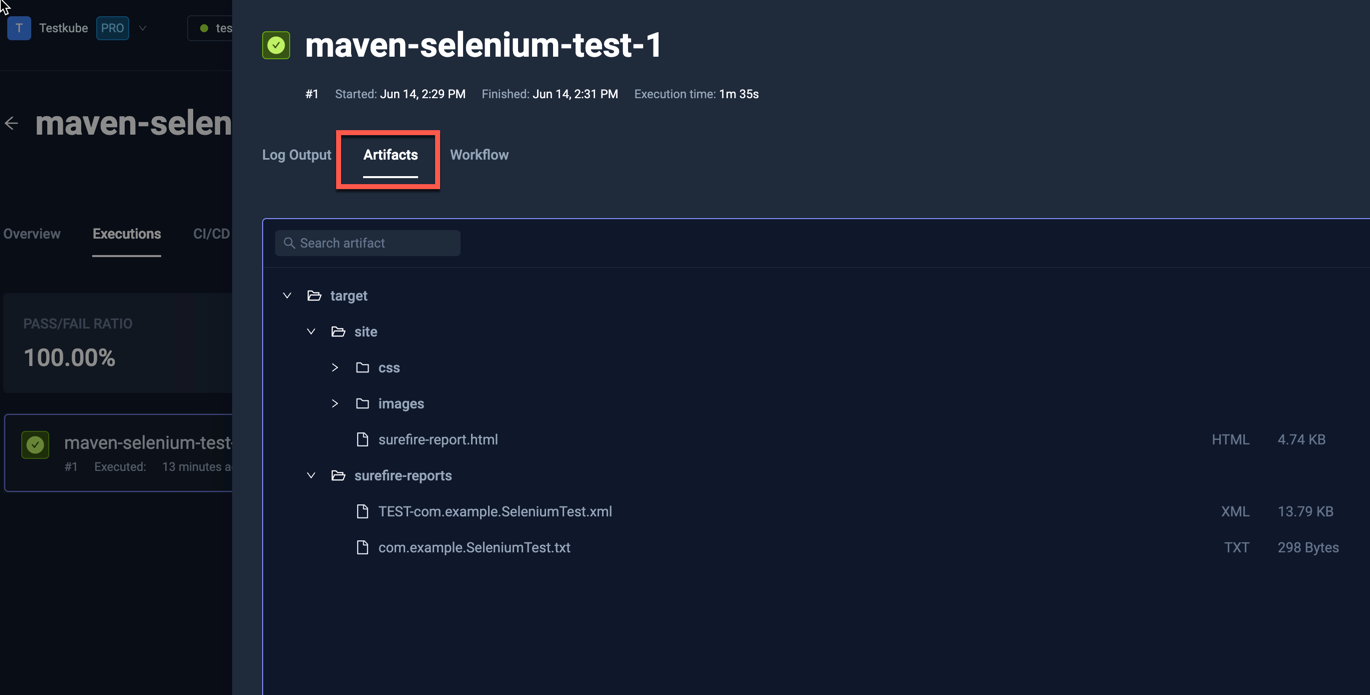 T Testkube PRO
tes
maven-selen
Overview Executions CI/CD
PASS/FAIL RATIO
100.00%
maven-selenium-test-
#1 Executed: 13 minutes a
maven-selenium-test-1
#1 Started: Jun 14, 2:29 PM Finished: Jun 14, 2:31 PM Execution time: 1m 35s
Log Output Artifacts Workflow
Search artifact
target
site
css
images
surefire-report.html HTML 4.74 KB
surefire-reports
TEST-com.example.SeleniumTest.xml XML 13.79 KB
com.example.SeleniumTest.txt TXT 298 Bytes